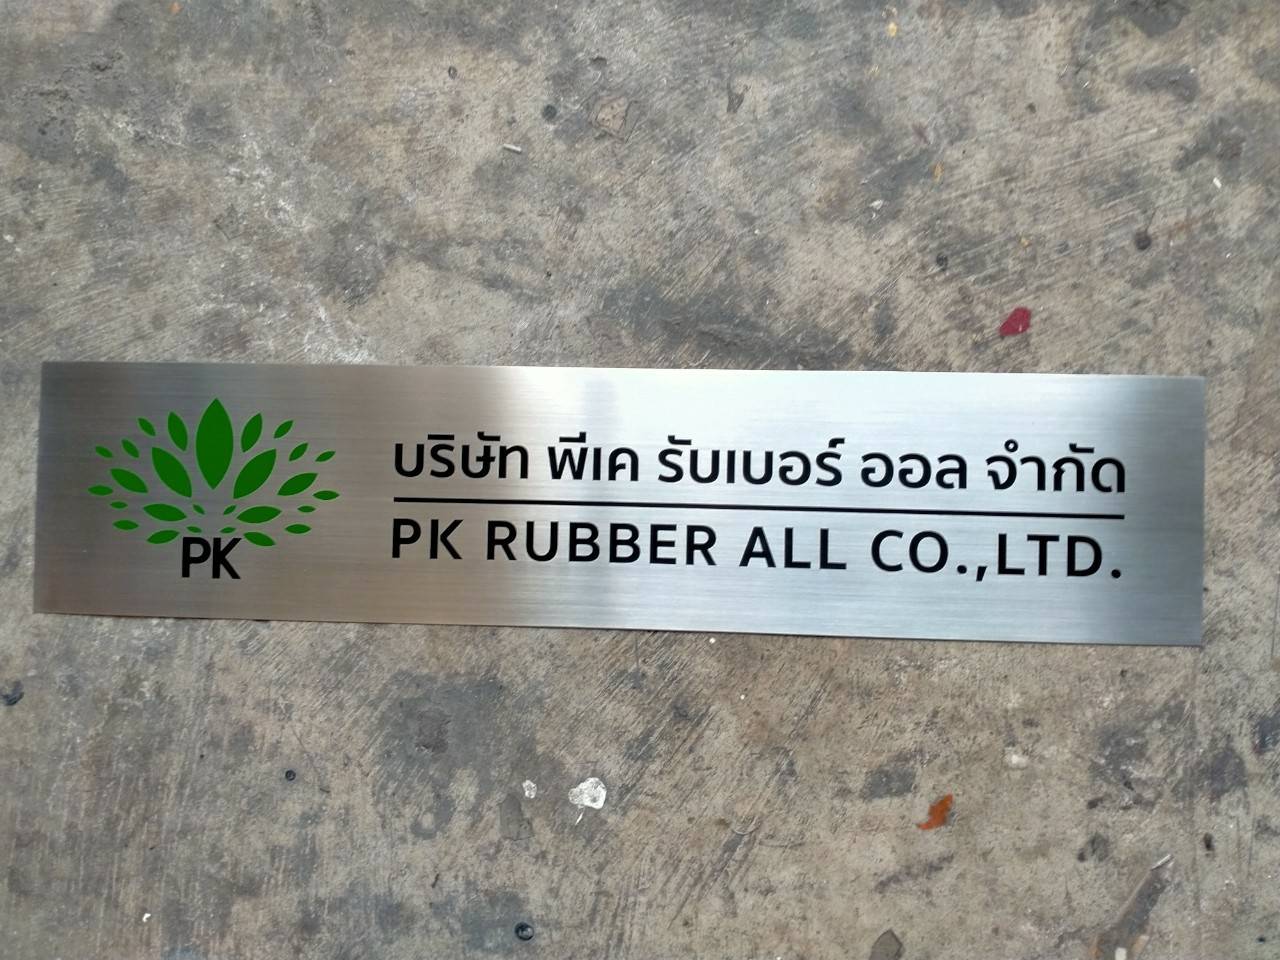 บริษัท พีเค รับเบอร์ ออล จำกัด
PK RUBBER ALL CO.,LTD.
PK